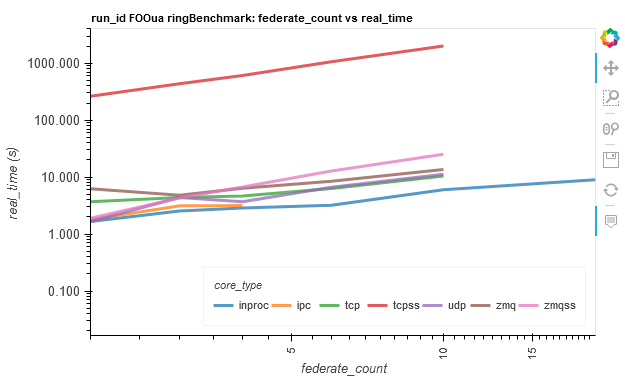 run_id FOOua ringBenchmark: federate_count vs real_time
1000.000
100.000
10.000
1.000
0.100
real_time (s)
core_type
inproc ipc tcp tcpss udp zmq zmqss
5 10 15
federate_count